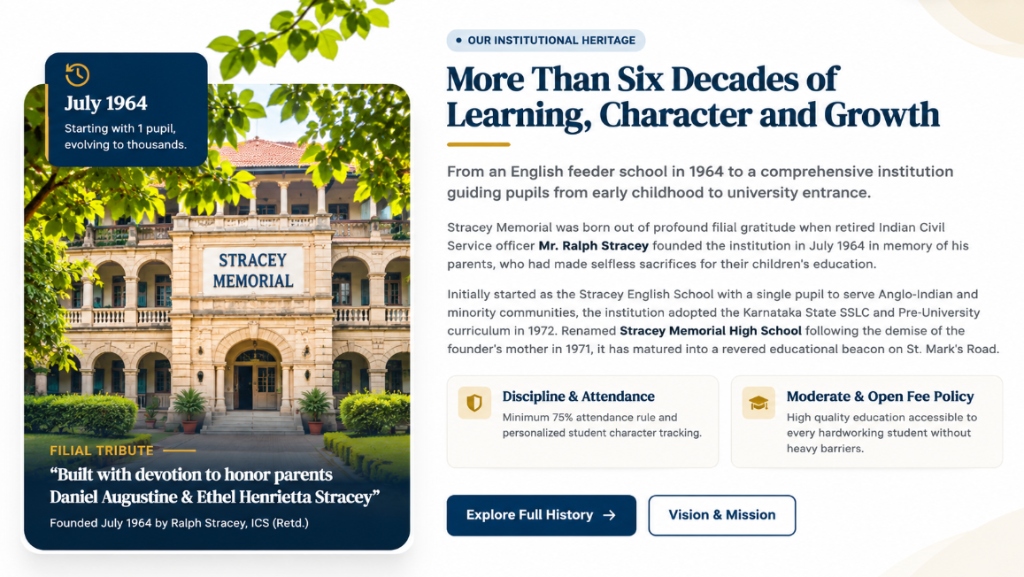 July 1964
Starting with 1 pupil,
evolving to thousands.
STRACEY
MEMORIAL
FILIAL TRIBUTE
“Built with devotion to honor parents
Daniel Augustine & Ethel Henrietta Stracey”
Founded July 1964 by Ralph Stracey, ICS (Retd.)
OUR INSTITUTIONAL HERITAGE
More Than Six Decades of
Learning, Character and Growth
From an English feeder school in 1964 to a comprehensive institution
guiding pupils from early childhood to university entrance.
Stracey Memorial was born out of profound filial gratitude when retired Indian Civil
Service officer Mr. Ralph Stracey founded the institution in July 1964 in memory of his
parents, who had made selfless sacrifices for their children's education.
Initially started as the Stracey English School with a single pupil to serve Anglo-Indian and
minority communities, the institution adopted the Karnataka State SSLC and Pre-University
curriculum in 1972. Renamed Stracey Memorial High School following the demise of the
founder's mother in 1971, it has matured into a revered educational beacon on St. Mark's Road.
Discipline & Attendance
Minimum 75% attendance rule and
personalized student character tracking.
Moderate & Open Fee Policy
High quality education accessible to
every hardworking student without
heavy barriers.
Explore Full History →
Vision & Mission